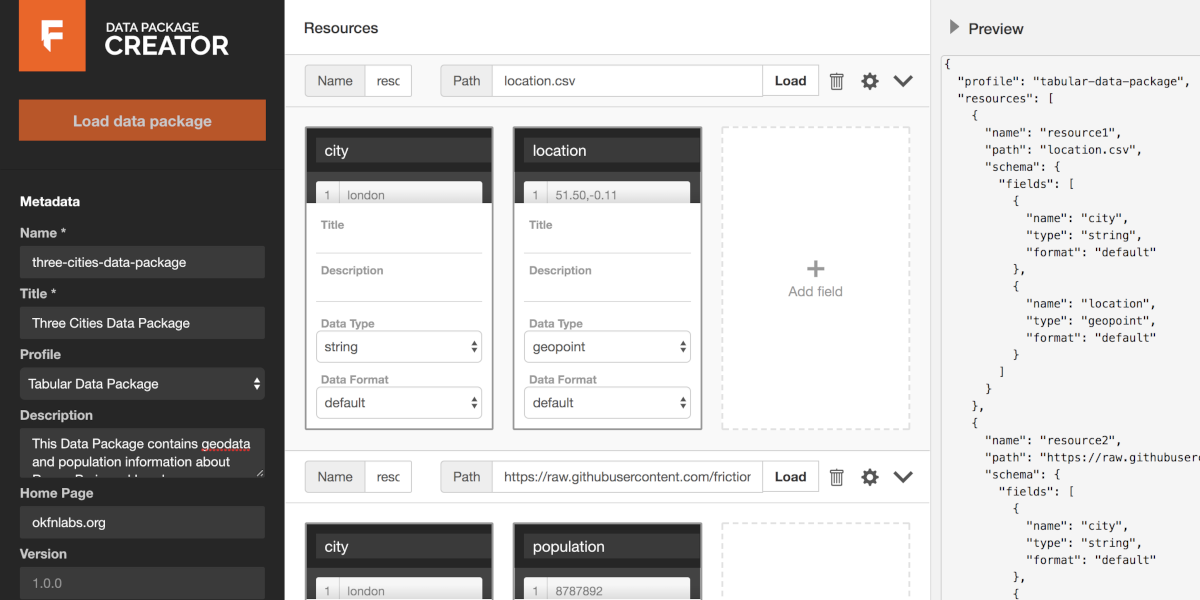 DATA PACKAGE
CREATOR
Load data package
Metadata
Name *
three-cities-data-package
Title *
Three Cities Data Package
Profile
Tabular Data Package
Description
This Data Package contains geodata
and population information about
Home Page
okfnlabs.org
Version
1.0.0
Resources
Name
resc
Path
location.csv
Load
city
1 london
Title
Description
Data Type
string
Data Format
default
location
1 51.50,-0.11
Title
Description
Data Type
geopoint
Data Format
default
+
Add field
Name
resc
Path
https://raw.githubusercontent.com/friction
Load
city
1 london
population
1 8787892
Preview
{
"profile": "tabular-data-package",
"resources": [
{
"name": "resource1",
"path": "location.csv",
"schema": {
"fields": [
{
"name": "city",
"type": "string",
"format": "default"
},
{
"name": "location",
"type": "geopoint",
"format": "default"
}
]
}
},
{
"name": "resource2",
"path": "https://raw.githubuserc
"schema": {
"fields": [
{
"name": "city",
"type": "string",
"format": "default"
},
{